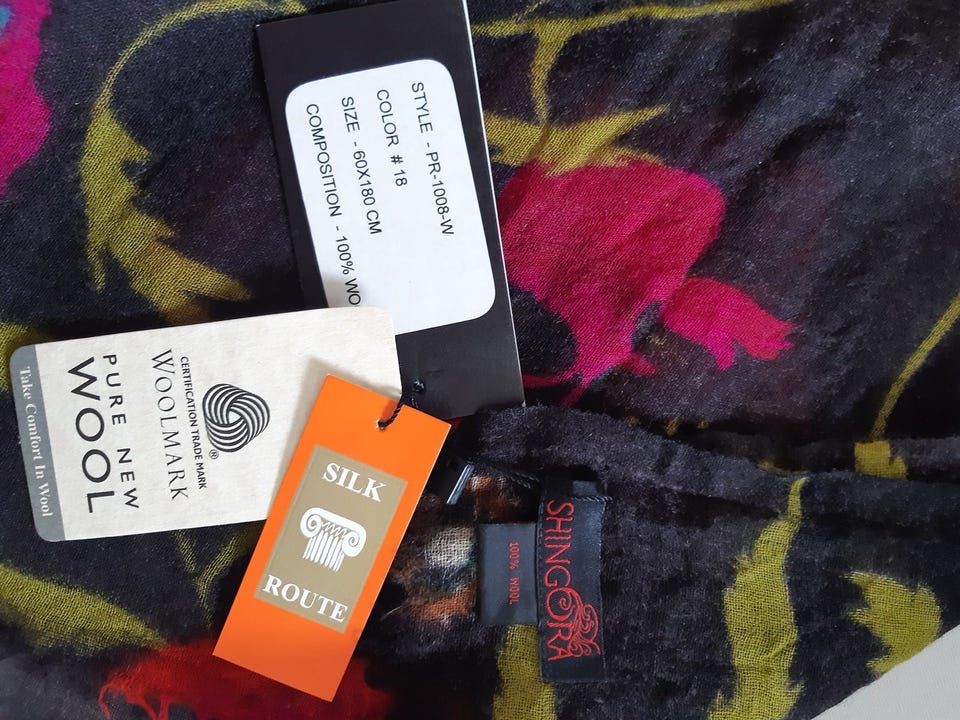 STYLE - PR-1008-W
COLOR # 18
SIZE - 60X180 CM
COMPOSITION - 100% WO
CERTIFICATION TRADE MARK
®
WOOLMARK
PURE NEW
WOOL
Take Comfort In Wool
SILK
ROUTE
SHINGORA
100% WOOL